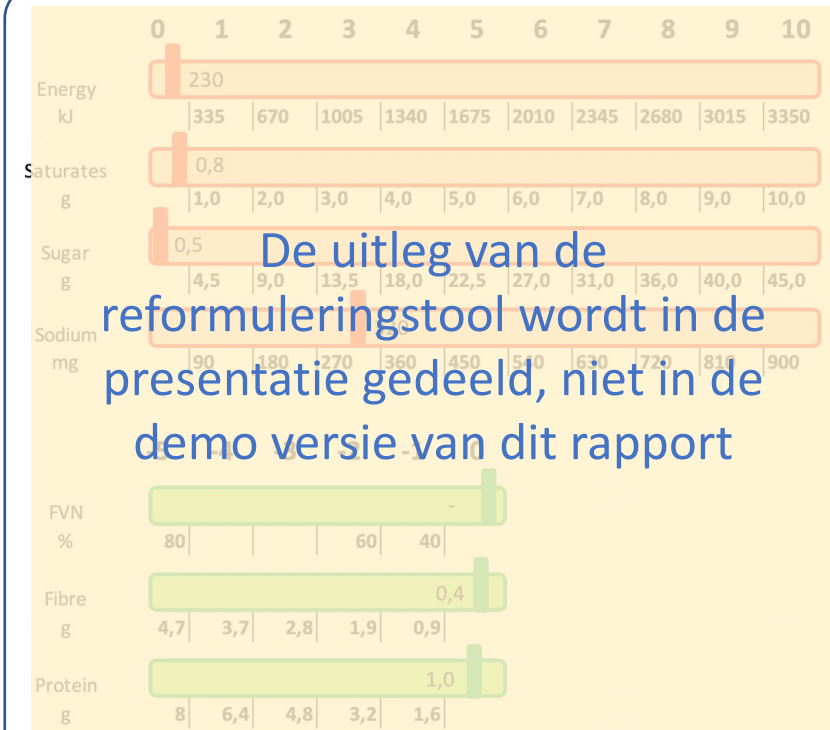 0 1 2 3 4 5 6 7 8 9 10
Energy
kJ
230
335 670 1005 1340 1675 2010 2345 2680 3015 3350
Saturates
g
0,8
1,0 2,0 3,0 4,0 5,0 6,0 7,0 8,0 9,0 10,0
Sugar
g
0,5
4,5 9,0 13,5 18,0 22,5 27,0 31,0 36,0 40,0 45,0
Sodium
mg
90 180 270 360 450 540 630 720 810 900
De uitleg van de
reformuleringstool wordt in de
presentatie gedeeld, niet in de
demo versie van dit rapport
-5 -4 -3 -2 -1 0
FVN
%
-
80 60 40
Fibre
g
0,4
4,7 3,7 2,8 1,9 0,9
Protein
g
1,0
8 6,4 4,8 3,2 1,6